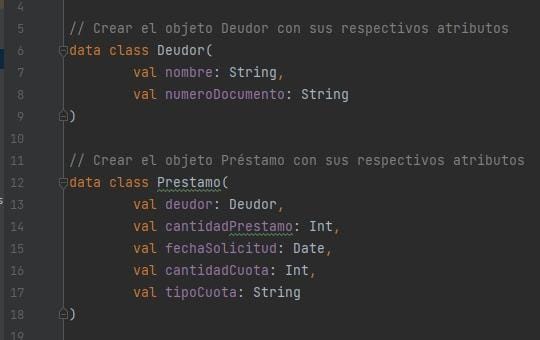 4
5 // Crear el objeto Deudor con sus respectivos atributos
6 data class Deudor(
7 val nombre: String,
8 val numeroDocumento: String
9 )
10
11 // Crear el objeto Préstamo con sus respectivos atributos
12 data class Prestamo(
13 val deudor: Deudor,
14 val cantidadPrestamo: Int,
15 val fechaSolicitud: Date,
16 val cantidadCuota: Int,
17 val tipoCuota: String
18 )
19